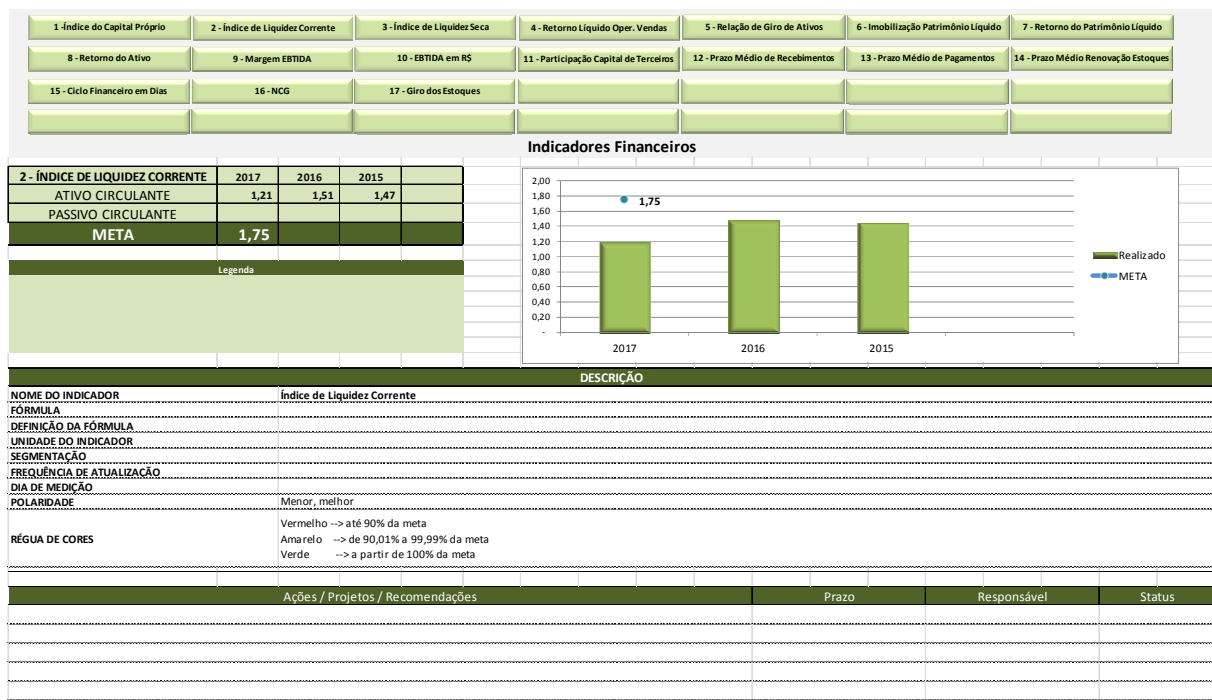 1 -Índice do Capital Próprio 2 - Índice de Liquidez Corrente 3 - Índice de Liquidez Seca 4 - Retorno Líquido Oper. Vendas 5 - Relação de Giro de Ativos 6 - Imobilização Patrimônio Líquido 7 - Retorno do Patrimônio Líquido
8 - Retorno do Ativo 9 - Margem EBTIDA 10 - EBTIDA em R$ 11 - Participação Capital de Terceiros 12 - Prazo Médio de Recebimentos 13 - Prazo Médio de Pagamentos 14 - Prazo Médio Renovação Estoques
15 - Ciclo Financeiro em Dias 16 - NCG 17 - Giro dos Estoques
Indicadores Financeiros
2 - ÍNDICE DE LIQUIDEZ CORRENTE 2017 2016 2015
ATIVO CIRCULANTE 1,21 1,51 1,47
PASSIVO CIRCULANTE
META 1,75
Legenda
2,00
1,80
1,60
1,40
1,20
1,00
0,80
0,60
0,40
0,20
-
1,75
2017 2016 2015
Realizado
META
DESCRIÇÃO
NOME DO INDICADOR Índice de Liquidez Corrente
FÓRMULA
DEFINIÇÃO DA FÓRMULA
UNIDADE DO INDICADOR
SEGMENTAÇÃO
FREQUÊNCIA DE ATUALIZAÇÃO
DIA DE MEDIÇÃO
POLARIDADE Menor, melhor
RÉGUA DE CORES
Vermelho --> até 90% da meta
Amarelo --> de 90,01% a 99,99% da meta
Verde --> a partir de 100% da meta
Ações / Projetos / Recomendações Prazo Responsável Status